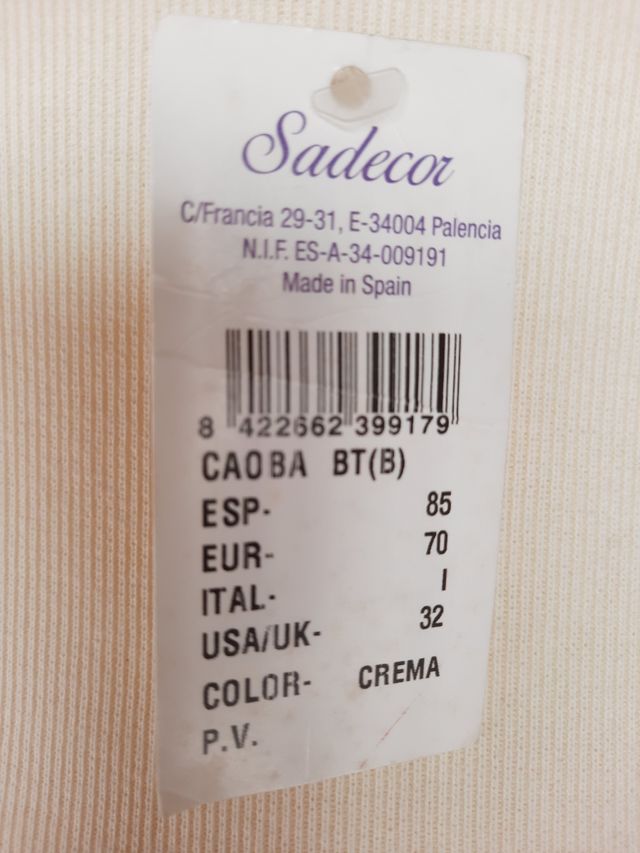 Sadecor
C/Francia 29-31, E-34004 Palencia
N.I.F. ES-A-34-009191
Made in Spain
8 422662 399179
CAOBA BT(B)
ESP- 85
EUR- 70
ITAL- I
USA/UK- 32
COLOR- CREMA
P.V.